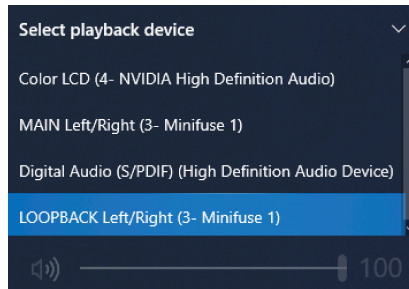 Select playback device
Color LCD (4- NVIDIA High Definition Audio)
MAIN Left/Right (3- Minifuse 1)
Digital Audio (S/PDIF) (High Definition Audio Device)
LOOPBACK Left/Right (3- Minifuse 1)
100